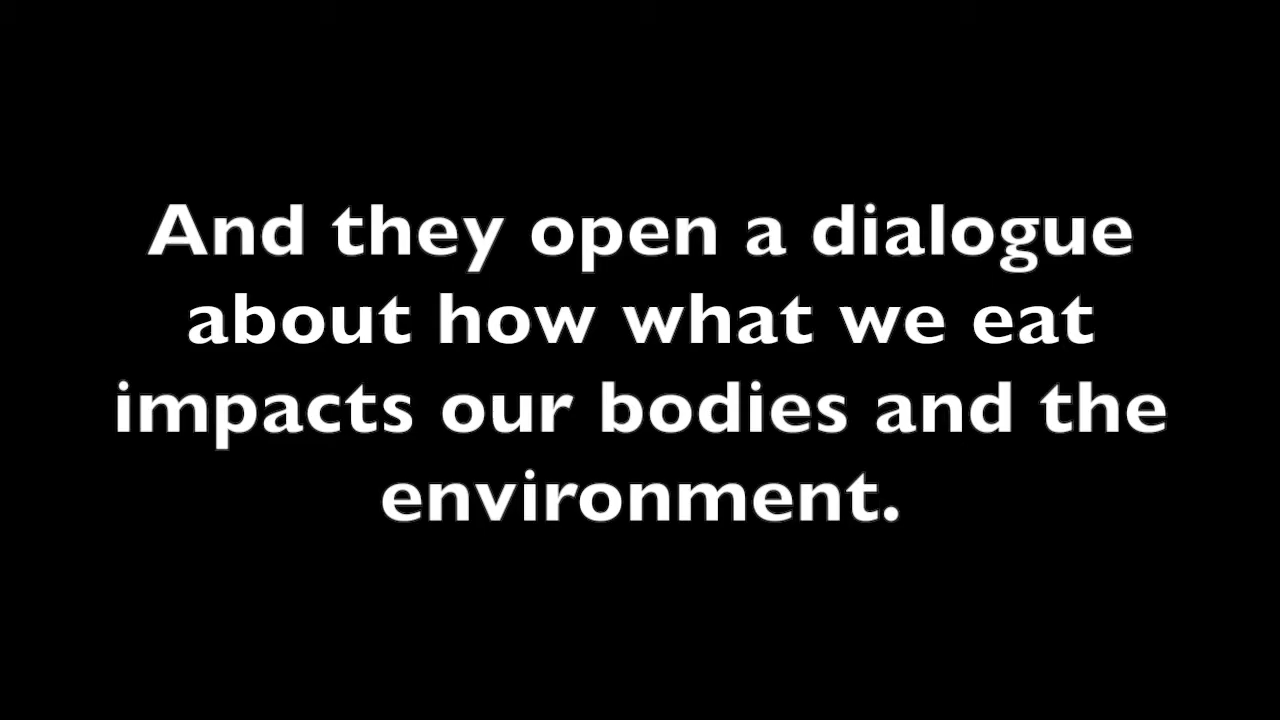 And they open a dialogue
about how what we eat
impacts our bodies and the
environment.